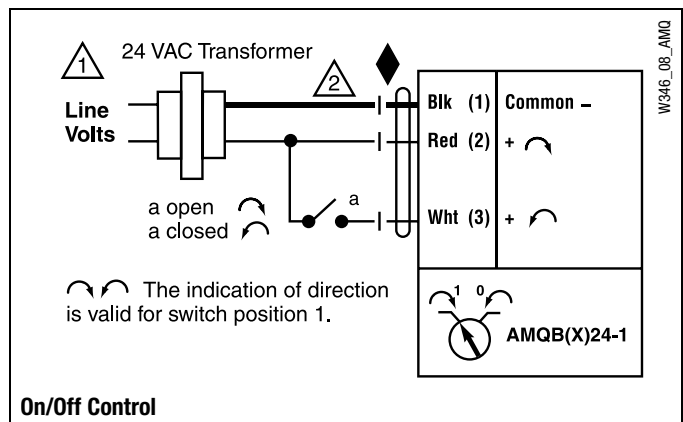 1
24 VAC Transformer
2
W346_08_AMQ
Line
Volts
Blk (1) Common –
Red (2) +
a
Wht (3) +
a open
a closed
The indication of direction
is valid for switch position 1.
1 0
AMQB(X)24-1
On/Off Control